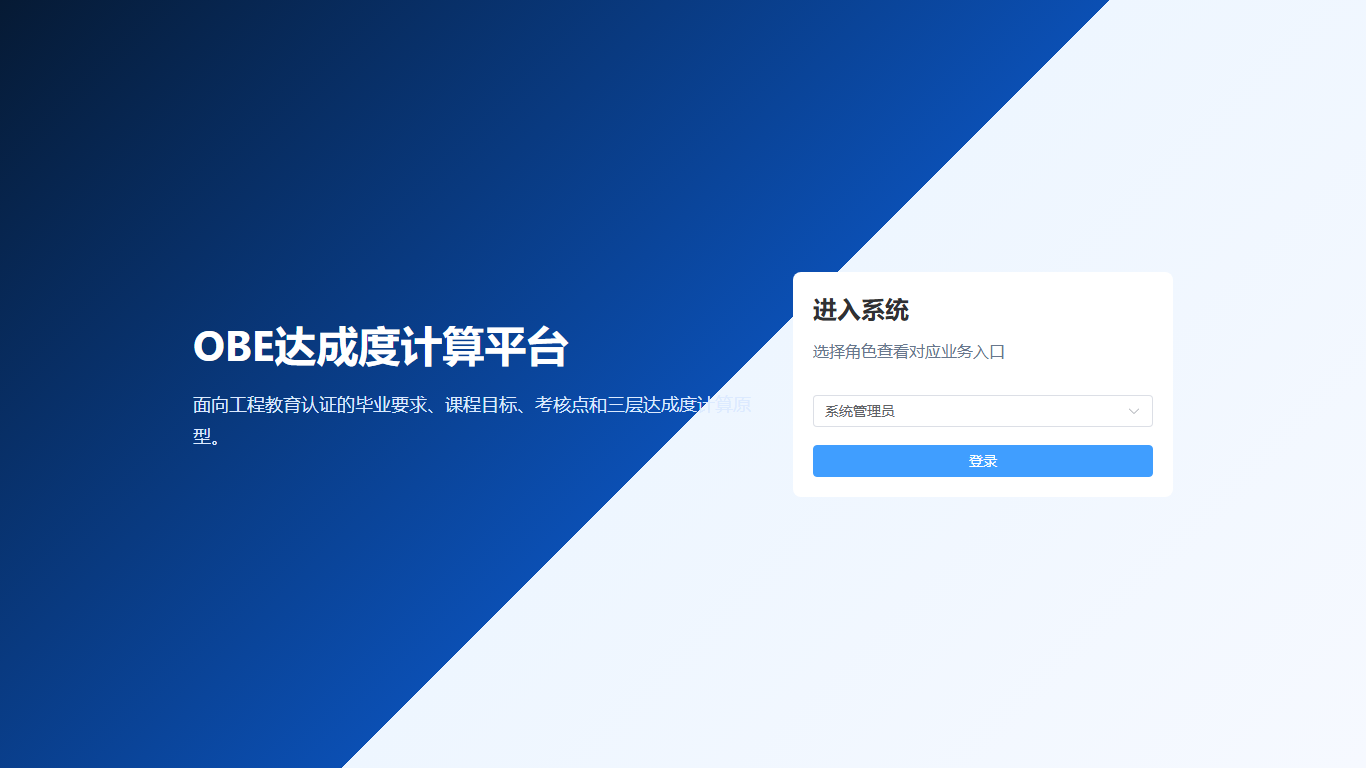 OBE达成度计算平台
面向工程教育认证的毕业要求、课程目标、考核点和三层达成度计算原
型。
进入系统
选择角色查看对应业务入口
系统管理员
登录